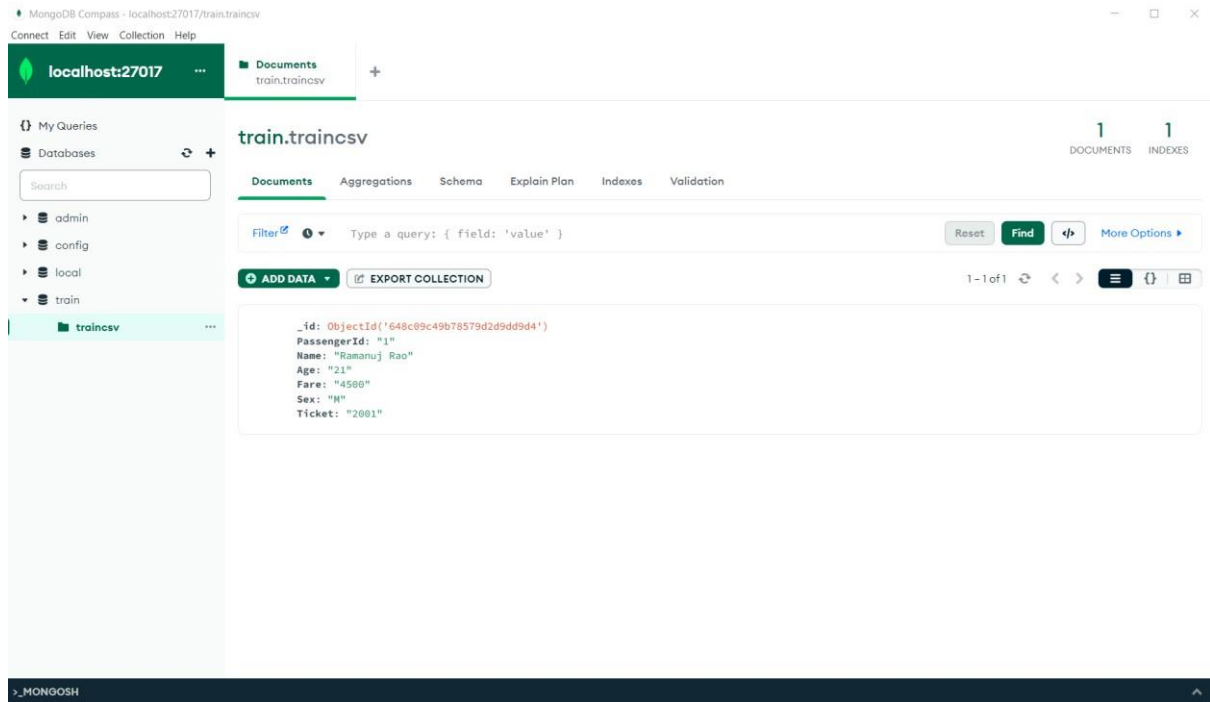 MongoDB Compass - localhost:27017/train.traincsv
Connect Edit View Collection Help
localhost:27017 ...
Documents
train.traincsv
+
{} My Queries
Databases
Search
admin
config
local
train
traincsv ...
train.traincsv
1
DOCUMENTS
1
INDEXES
Documents Aggregations Schema Explain Plan Indexes Validation
Filter Type a query: { field: 'value' } Reset Find </> More Options
ADD DATA EXPORT COLLECTION 1-1 of 1 < > {}
_id: ObjectId('648c09c49b78579d2d9dd9d4')
PassengerId: "1"
Name: "Ramanuj Rao"
Age: "21"
Fare: "4500"
Sex: "M"
Ticket: "2001"
>_MONGOSH